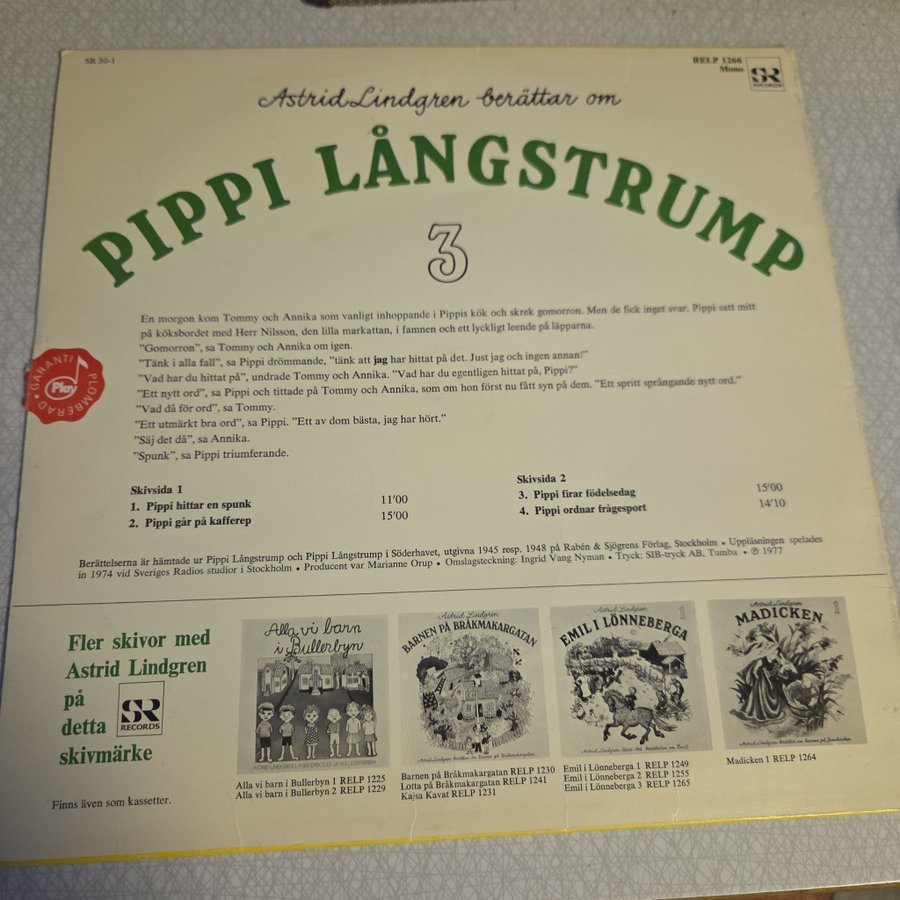 SR 30-1
RELP 1266
Mono
SR
RECORDS
Astrid Lindgren berättar om
PIPPI LÅNGSTRUMP
3
En morgon kom Tommy och Annika som vanligt inhoppande i Pippis kök och skrek gomorron. Men de fick inget svar. Pippi satt mitt
på köksbordet med Herr Nilsson, den lilla markattan, i famnen och ett lyckligt leende på läpparna.
"Gomorron", sa Tommy och Annika om igen.
"Tänk i alla fall", sa Pippi drömmande, "tänk att jag har hittat på det. Just jag och ingen annan!"
"Vad har du hittat på", undrade Tommy och Annika. "Vad har du egentligen hittat på, Pippi?"
"Ett nytt ord", sa Pippi och tittade på Tommy och Annika, som om hon först nu fått syn på dem. "Ett spritt språngande nytt ord."
"Vad då för ord", sa Tommy.
"Ett utmärkt bra ord", sa Pippi. "Ett av dom bästa, jag har hört."
"Säj det då", sa Annika.
"Spunk", sa Pippi triumferande.
GARANTI
Play
PLOMBERAD
Skivsida 1
1. Pippi hittar en spunk 11'00
2. Pippi går på kafferep 15'00
Skivsida 2
3. Pippi firar födelsedag 15'00
4. Pippi ordnar frågesport 14'10
Berättelserna är hämtade ur Pippi Långstrump och Pippi Långstrump i Söderhavet, utgivna 1945 resp. 1948 på Rabén & Sjögrens Förlag, Stockholm • Uppläsningen spelades
in 1974 vid Sveriges Radios studior i Stockholm • Producent var Marianne Orup • Omslagsteckning: Ingrid Vang Nyman • Tryck: SIB-tryck AB, Tumba • ℗ 1977
Fler skivor med
Astrid Lindgren
på
detta
SR
RECORDS
skivmärke
Finns även som kassetter.
Alla vi barn
i Bullerbyn
ASTRID LINDGREN LÄSER EPISODER UR BULLERBYBÖCKERNA
Alla vi barn i Bullerbyn 1 RELP 1225
Alla vi barn i Bullerbyn 2 RELP 1229
Astrid Lindgren
BARNEN PÅ BRÅKMAKARGATAN
Barnen på Bråkmakargatan RELP 1230
Lotta på Bråkmakargatan RELP 1241
Kajsa Kavat RELP 1231
Astrid Lindgren
1
EMIL I LÖNNEBERGA
Emil i Lönneberga 1 RELP 1249
Emil i Lönneberga 2 RELP 1255
Emil i Lönneberga 3 RELP 1265
Astrid Lindgren
1
MADICKEN
Madicken 1 RELP 1264